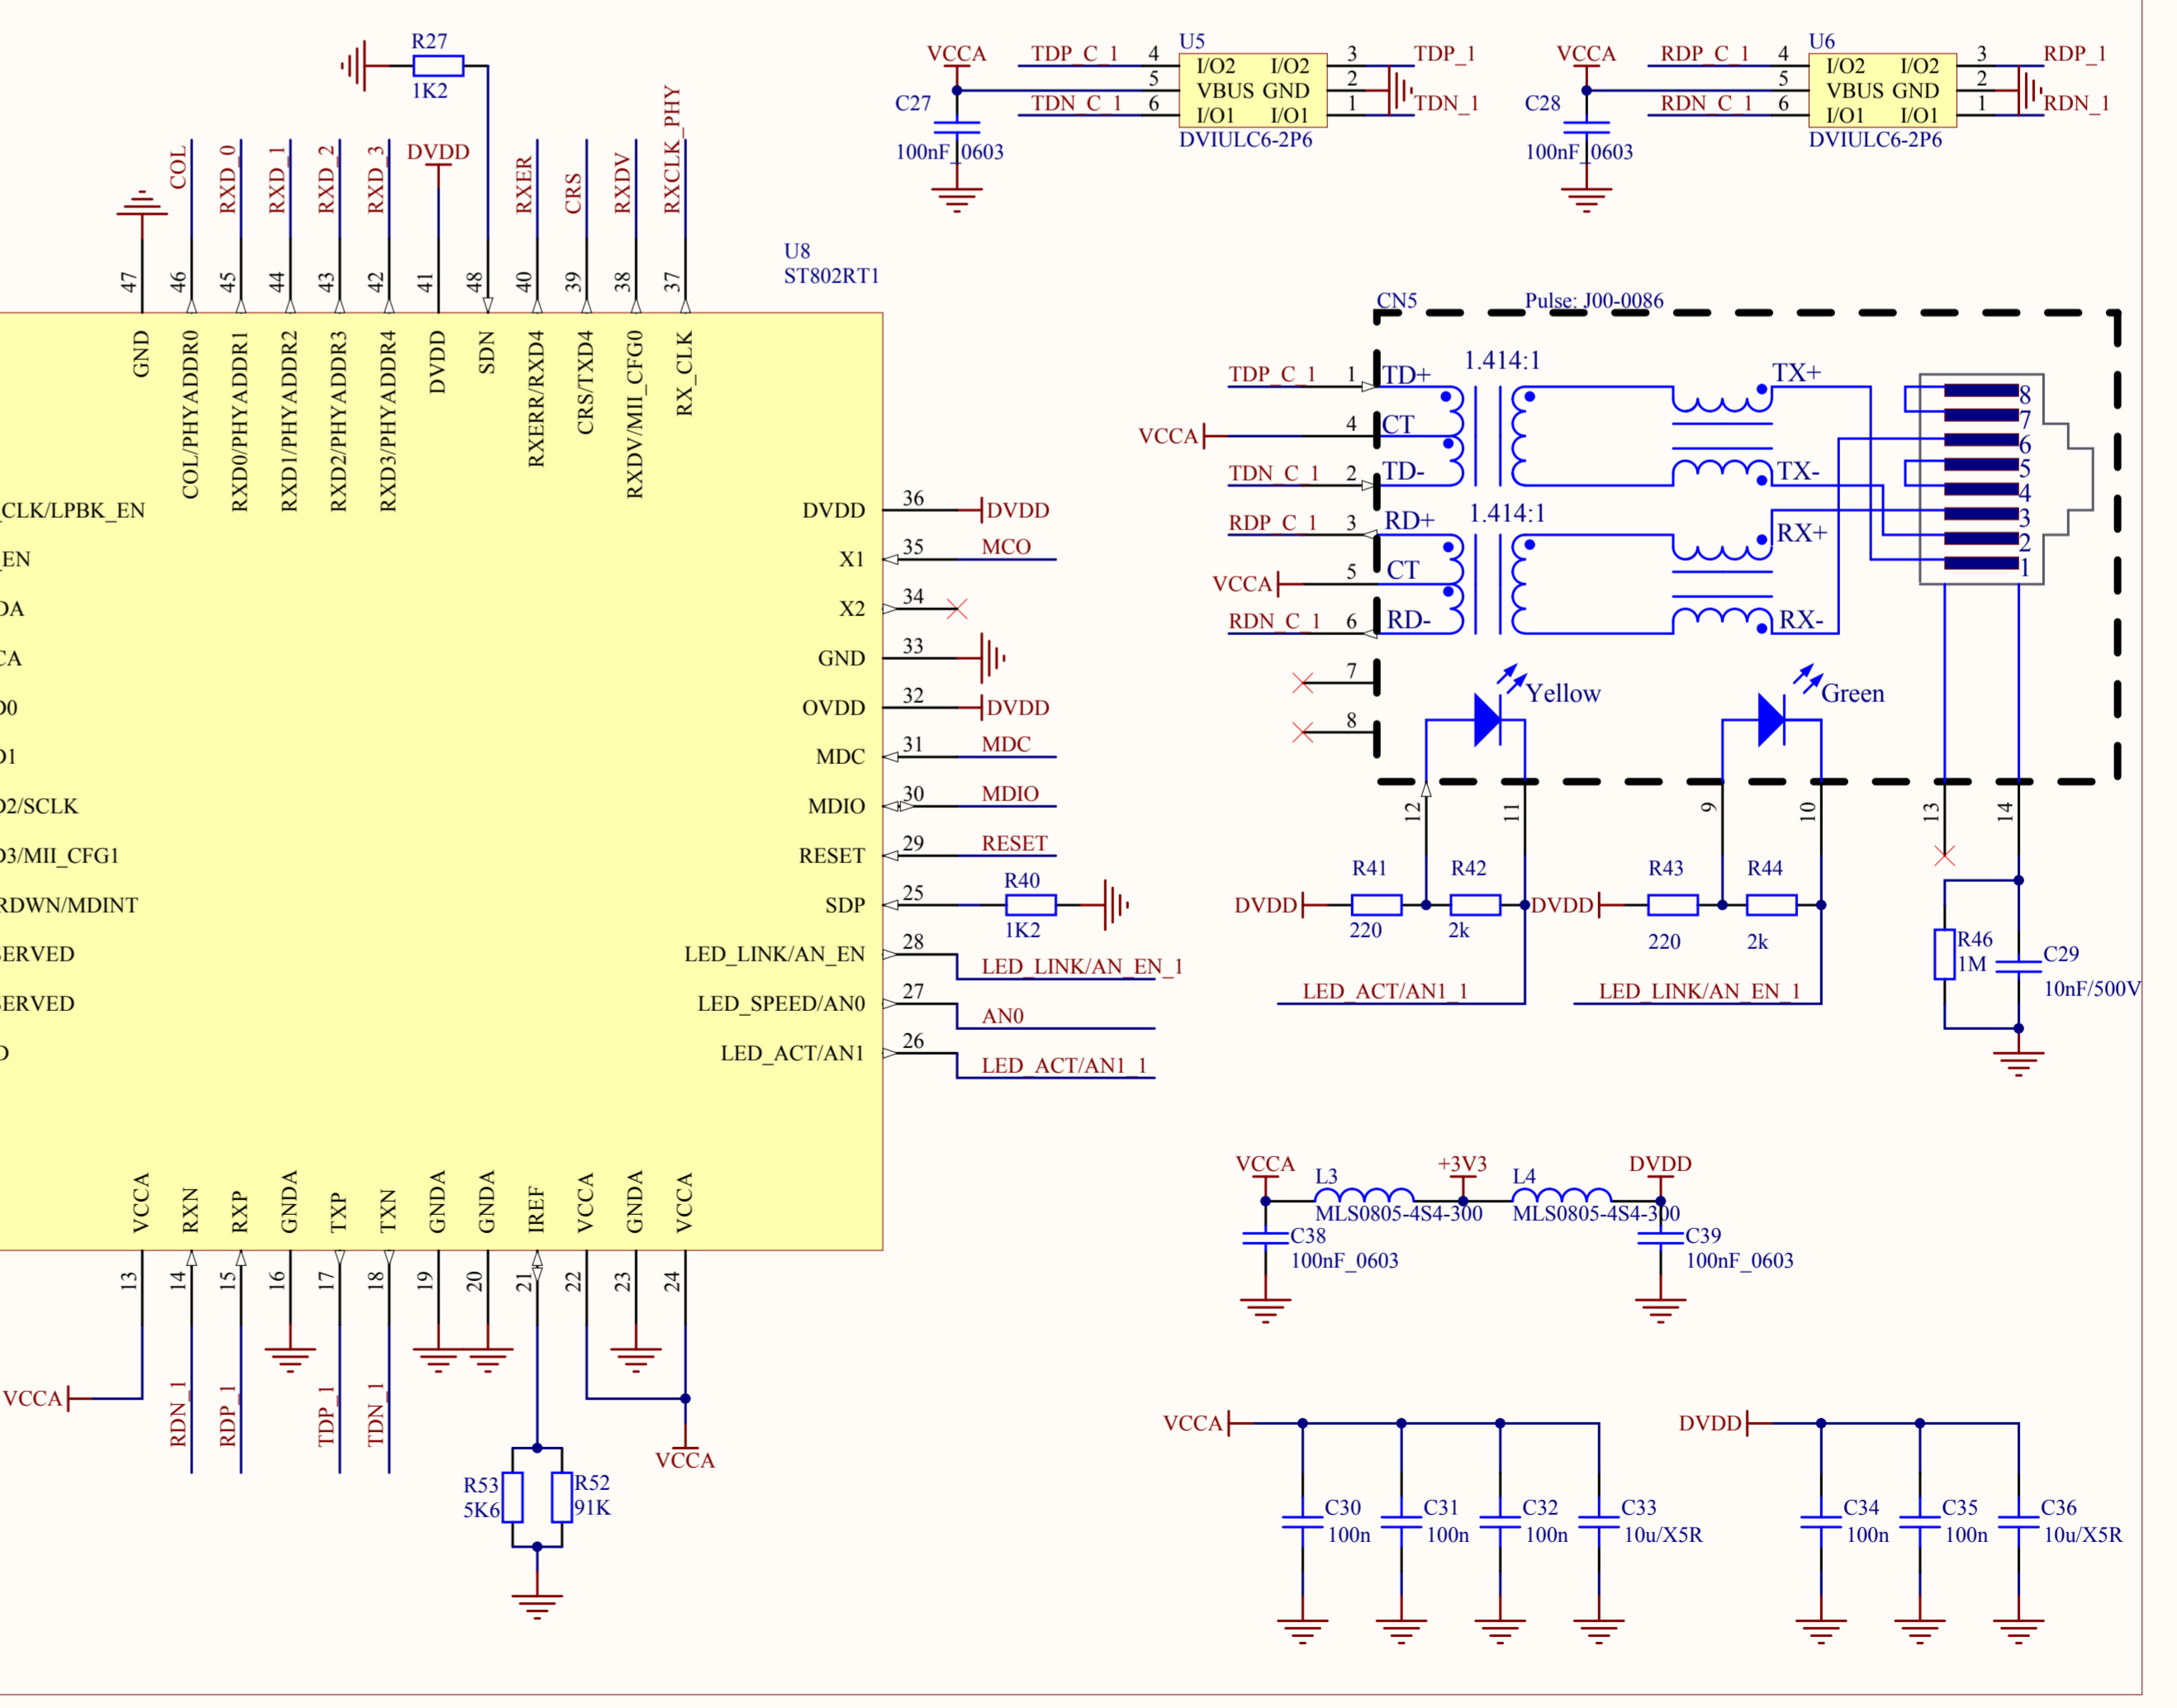 R27
1K2
VCCA
C27
100nF_0603
TDP_C_1
TDN_C_1
4
5
6
U5
I/O2 I/O2
VBUS GND
I/O1 I/O1
DVIULC6-2P6
3
2
1
TDP_1
TDN_1
VCCA
C28
100nF_0603
RDP_C_1
RDN_C_1
4
5
6
U6
I/O2 I/O2
VBUS GND
I/O1 I/O1
DVIULC6-2P6
3
2
1
RDP_1
RDN_1
COL
RXD_0
RXD_1
RXD_2
RXD_3
DVDD
RXER
CRS
RXDV
RXCLK_PHY
47
46
45
44
43
42
41
48
40
39
38
37
U8
ST802RT1
GND
COL/PHYADDR0
RXD0/PHYADDR1
RXD1/PHYADDR2
RXD2/PHYADDR3
RXD3/PHYADDR4
DVDD
SDN
RXERR/RXD4
CRS/TXD4
RXDV/MII_CFG0
RX_CLK
_CLK/LPBK_EN
_EN
DA
CA
D0
D1
D2/SCLK
D3/MII_CFG1
RDWN/MDINT
SERVED
SERVED
D
DVDD 36 DVDD
X1 35 MCO
X2 34
GND 33
OVDD 32 DVDD
MDC 31 MDC
MDIO 30 MDIO
RESET 29 RESET
SDP 25
R40
1K2
LED_LINK/AN_EN 28
LED_LINK/AN_EN_1
LED_SPEED/AN0 27
AN0
LED_ACT/AN1 26
LED_ACT/AN1_1
VCCA
RXN
RXP
GNDA
TXP
TXN
GNDA
GNDA
IREF
VCCA
GNDA
VCCA
13
14
15
16
17
18
19
20
21
22
23
24
VCCA
RDN_1
RDP_1
TDP_1
TDN_1
VCCA
R53
5K6
R52
91K
CN5
Pulse: J00-0086
1.414:1
TDP_C_1 1 TD+
VCCA 4 CT
TDN_C_1 2 TD-
1.414:1
RDP_C_1 3 RD+
VCCA 5 CT
RDN_C_1 6 RD-
7
8
TX+
TX-
RX+
RX-
8
7
6
5
4
3
2
1
Yellow
Green
12
11
9
10
13
14
R41
R42
R43
R44
DVDD
DVDD
220
2k
220
2k
LED_ACT/AN1_1
LED_LINK/AN_EN_1
R46
1M
C29
10nF/500V
VCCA
L3
+3V3
L4
DVDD
MLS0805-4S4-300
MLS0805-4S4-300
C38
100nF_0603
C39
100nF_0603
VCCA
C30
100n
C31
100n
C32
100n
C33
10u/X5R
DVDD
C34
100n
C35
100n
C36
10u/X5R